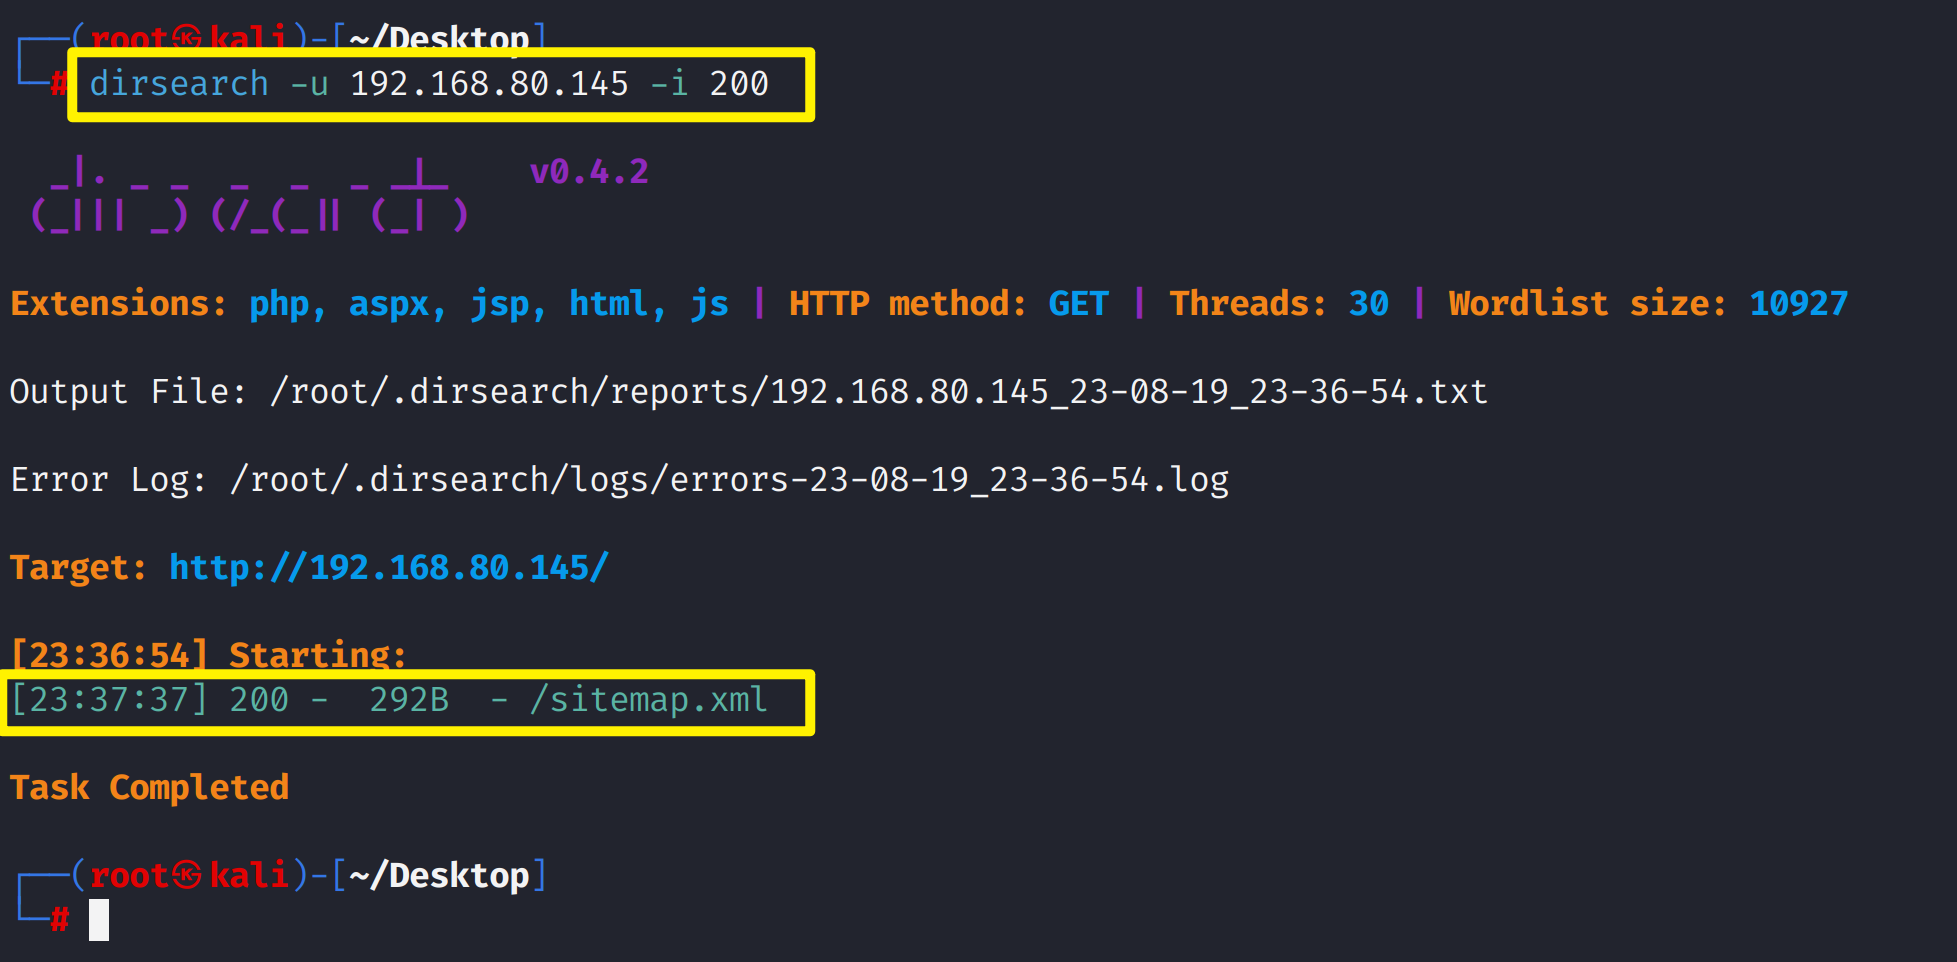 ┌──(root㉿kali)-[~/Desktop]
└─# dirsearch -u 192.168.80.145 -i 200

  _|. _ _  _  _  _ _|_    v0.4.2
 (_||| _) (/_(_|| (_| )

Extensions: php, aspx, jsp, html, js | HTTP method: GET | Threads: 30 | Wordlist size: 10927

Output File: /root/.dirsearch/reports/192.168.80.145_23-08-19_23-36-54.txt

Error Log: /root/.dirsearch/logs/errors-23-08-19_23-36-54.log

Target: http://192.168.80.145/

[23:36:54] Starting:
[23:37:37] 200 -  292B  - /sitemap.xml

Task Completed

┌──(root㉿kali)-[~/Desktop]
└─#